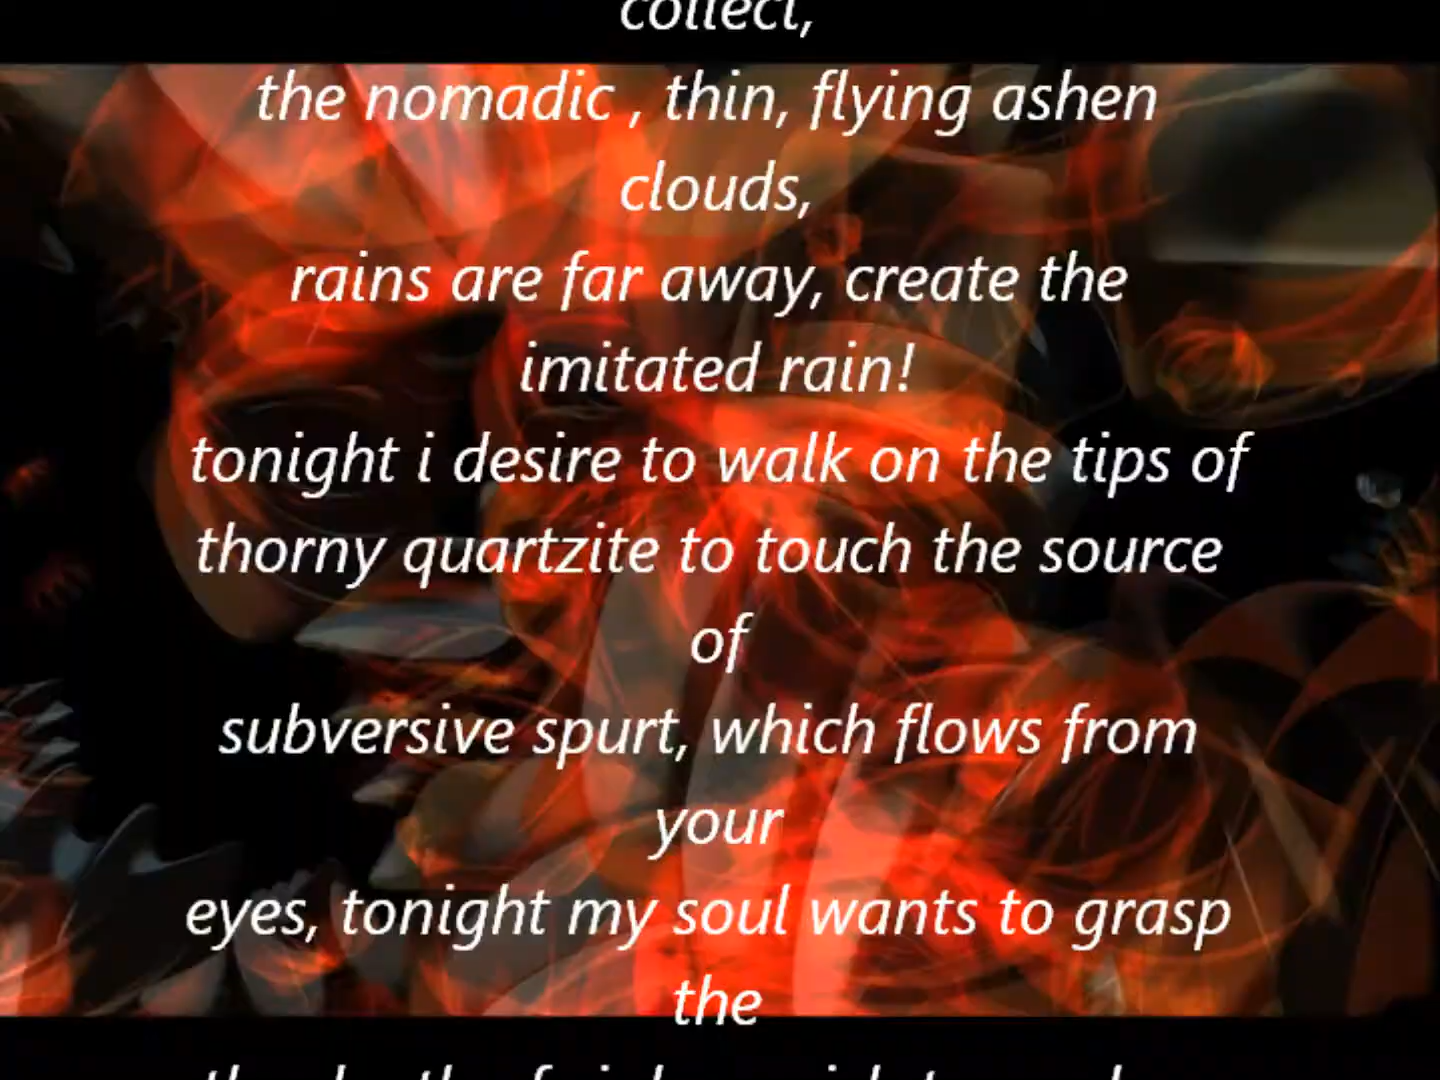 collect,
the nomadic , thin, flying ashen
clouds,
rains are far away, create the
imitated rain!
tonight i desire to walk on the tips of
thorny quartzite to touch the source
of
subversive spurt, which flows from
your
eyes, tonight my soul wants to grasp
the